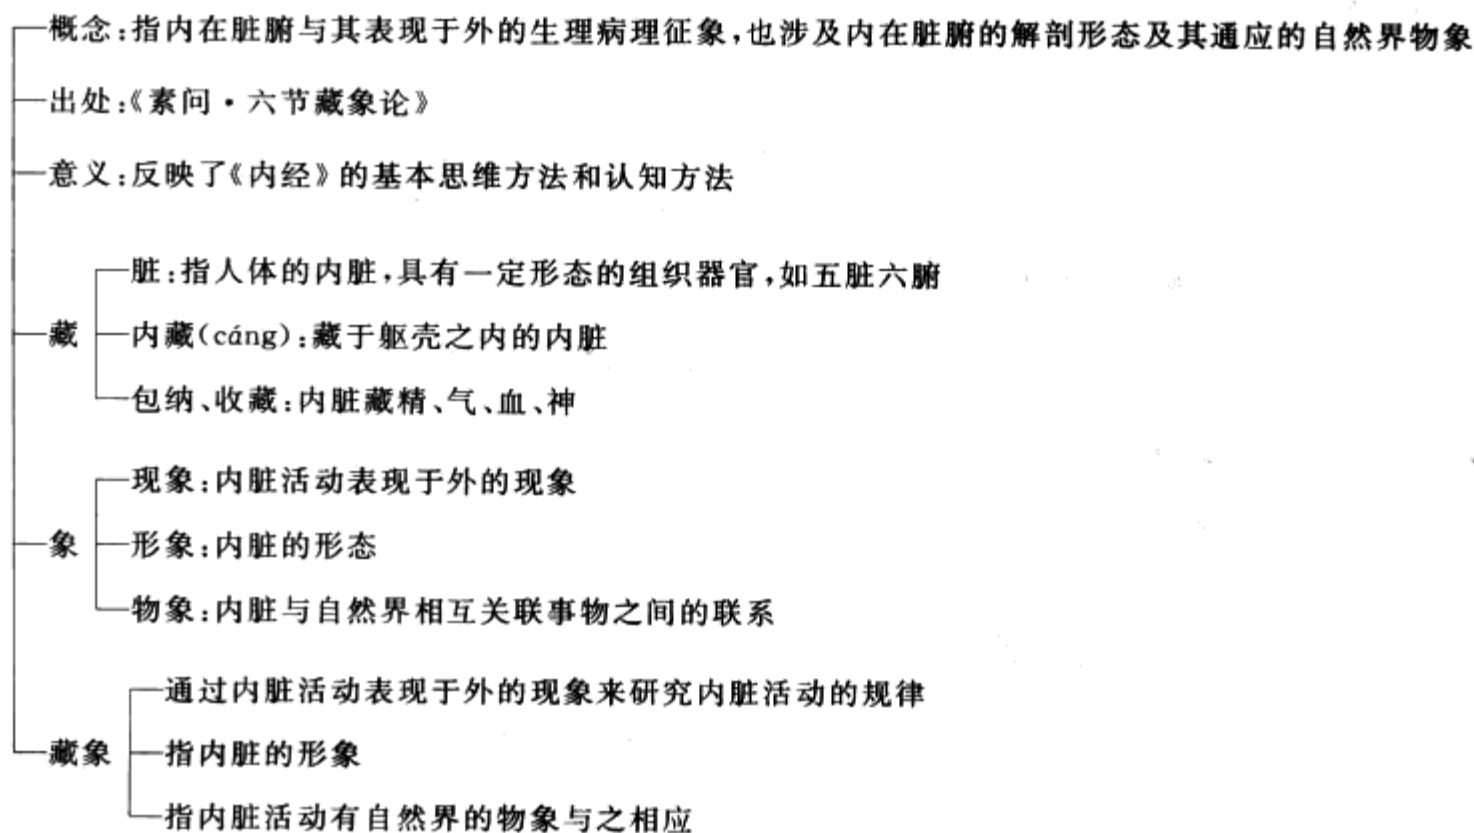 概念:指内在脏腑与其表现于外的生理病理征象,也涉及内在脏腑的解剖形态及其通应的自然界物象
出处:《素问·六节藏象论》
意义:反映了《内经》的基本思维方法和认知方法
脏:指人体的内脏,具有一定形态的组织器官,如五脏六腑
藏
内藏(cáng):藏于躯壳之内的内脏
包纳、收藏:内脏藏精、气、血、神
现象:内脏活动表现于外的现象
象
形象:内脏的形态
物象:内脏与自然界相互关联事物之间的联系
通过内脏活动表现于外的现象来研究内脏活动的规律
藏象
指内脏的形象
指内脏活动有自然界的物象与之相应